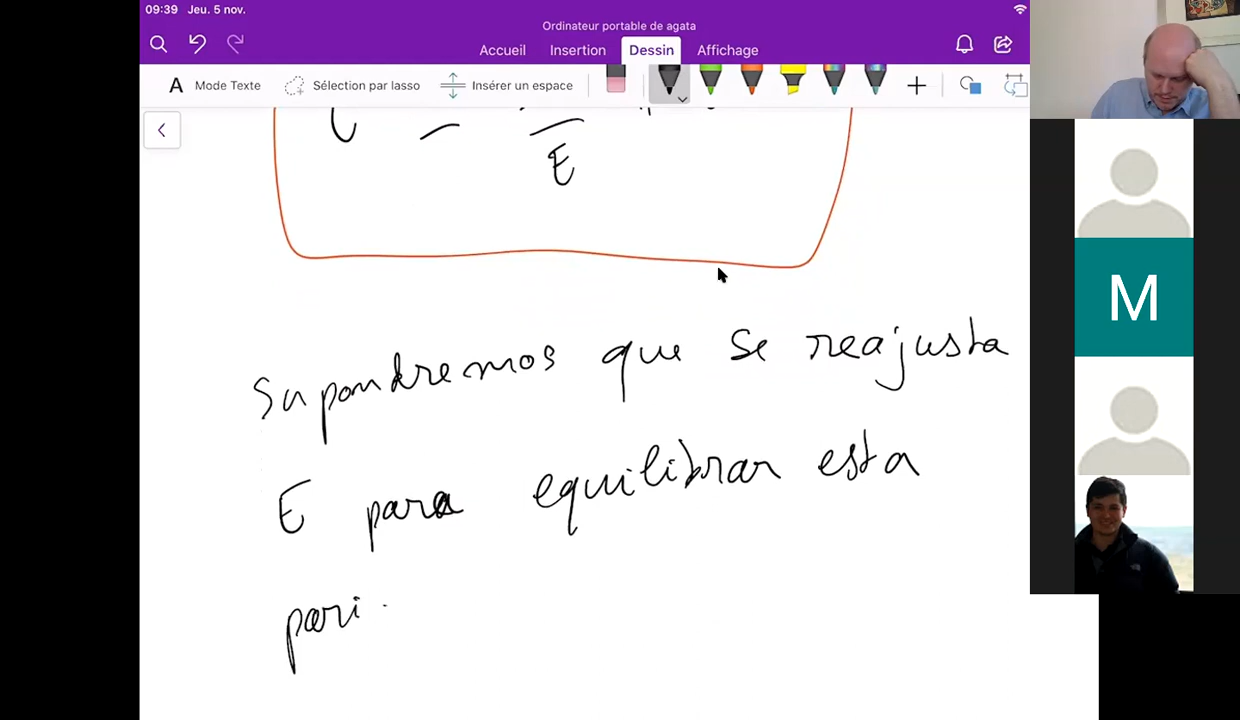 09:39 Jeu. 5 nov.
Ordinateur portable de agata
Accueil Insertion Dessin Affichage
A Mode Texte Sélection par lasso Insérer un espace
E
Supondremos que se reajusta
E para equilibrar esta
pari.
M